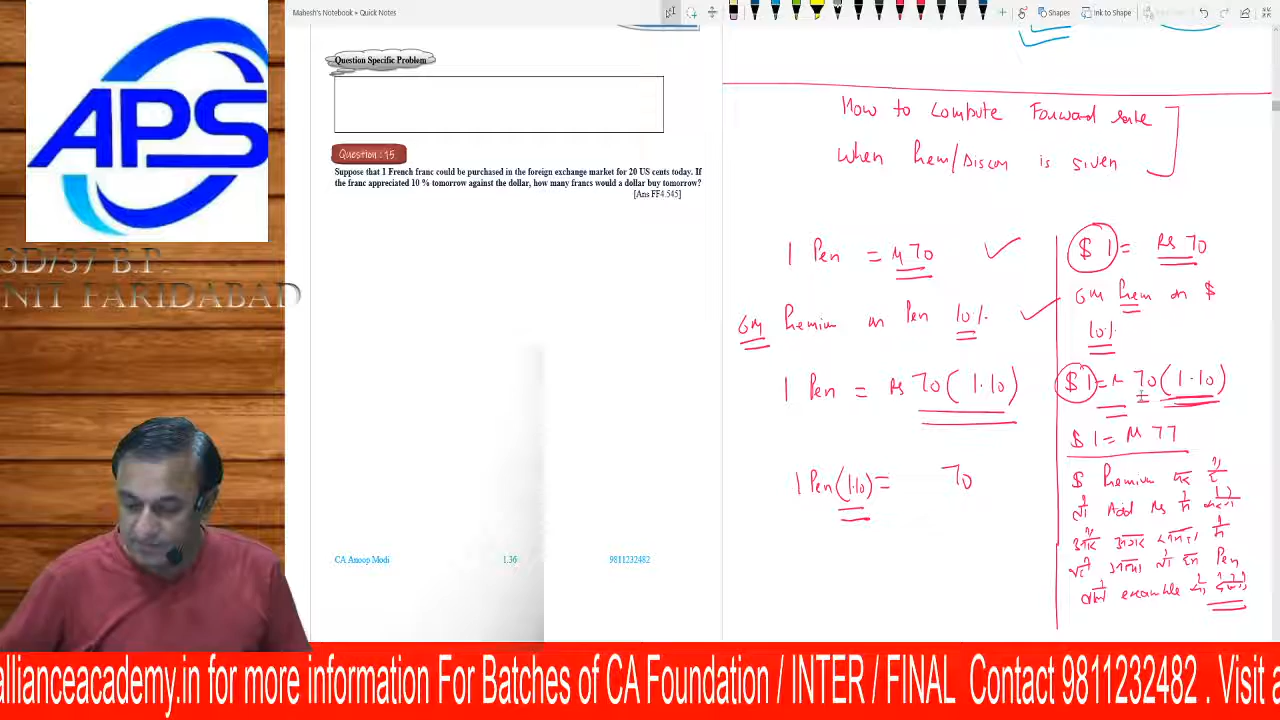 Mahesh's Notebook » Quick Notes
Shapes
Ink to Shape
APS
3D/37 B.P.
NIT FARIDABAD
Question Specific Problem
Question : 15
Suppose that 1 French franc could be purchased in the foreign exchange market for 20 US cents today. If
the franc appreciated 10 % tomorrow against the dollar, how many francs would a dollar buy tomorrow?
[Ans FF4.545]
CA Anoop Modi
1.36
9811232482
How to Compute Forward rate
When Prem/Discon is given
1 Pen = Rs 70
6M Premium on Pen 10%
1 Pen = Rs 70 (1.10)
1 Pen (1.10) = 70
$ 1 = Rs 70
6M Prem on $
10%
$ 1 = Rs 70 (1.10)
$ 1 = Rs 77
$ Premium
Add Rs
Pen
example
allianceacademy.in for more information For Batches of CA Foundation / INTER / FINAL Contact 9811232482 . Visit a